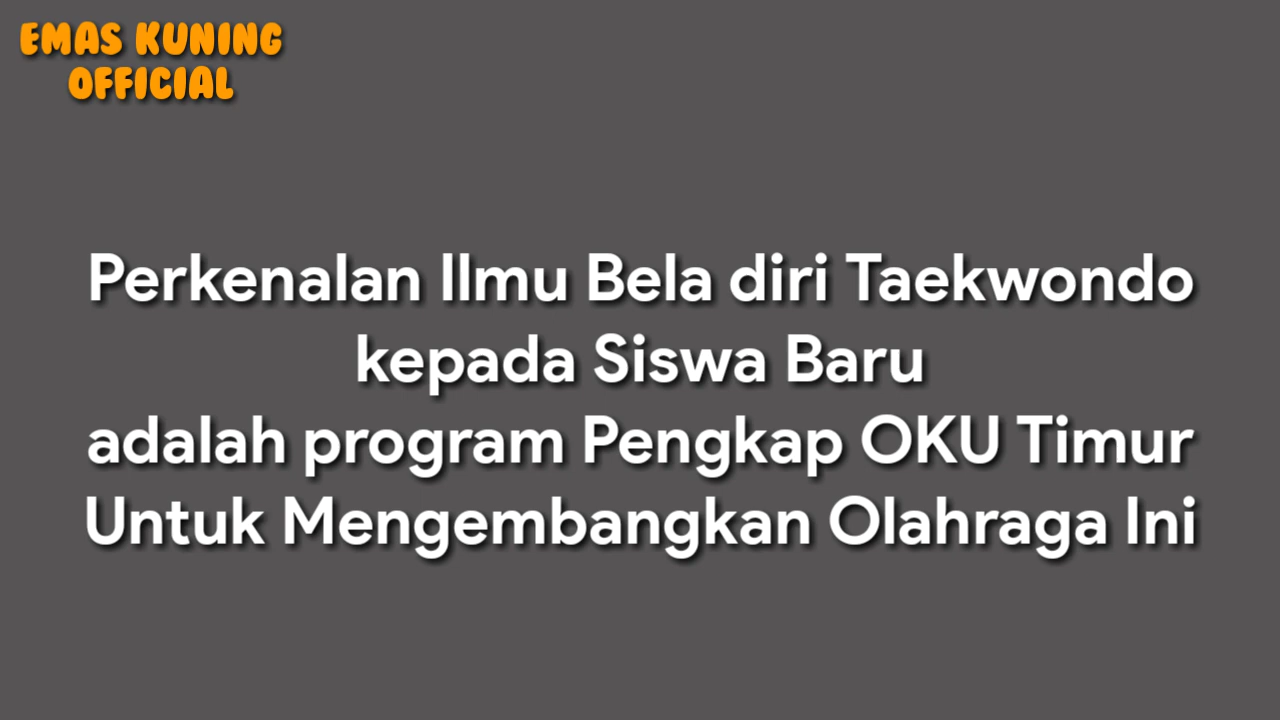 EMAS KUNING
OFFICIAL
Perkenalan Ilmu Bela diri Taekwondo
kepada Siswa Baru
adalah program Pengkap OKU Timur
Untuk Mengembangkan Olahraga Ini